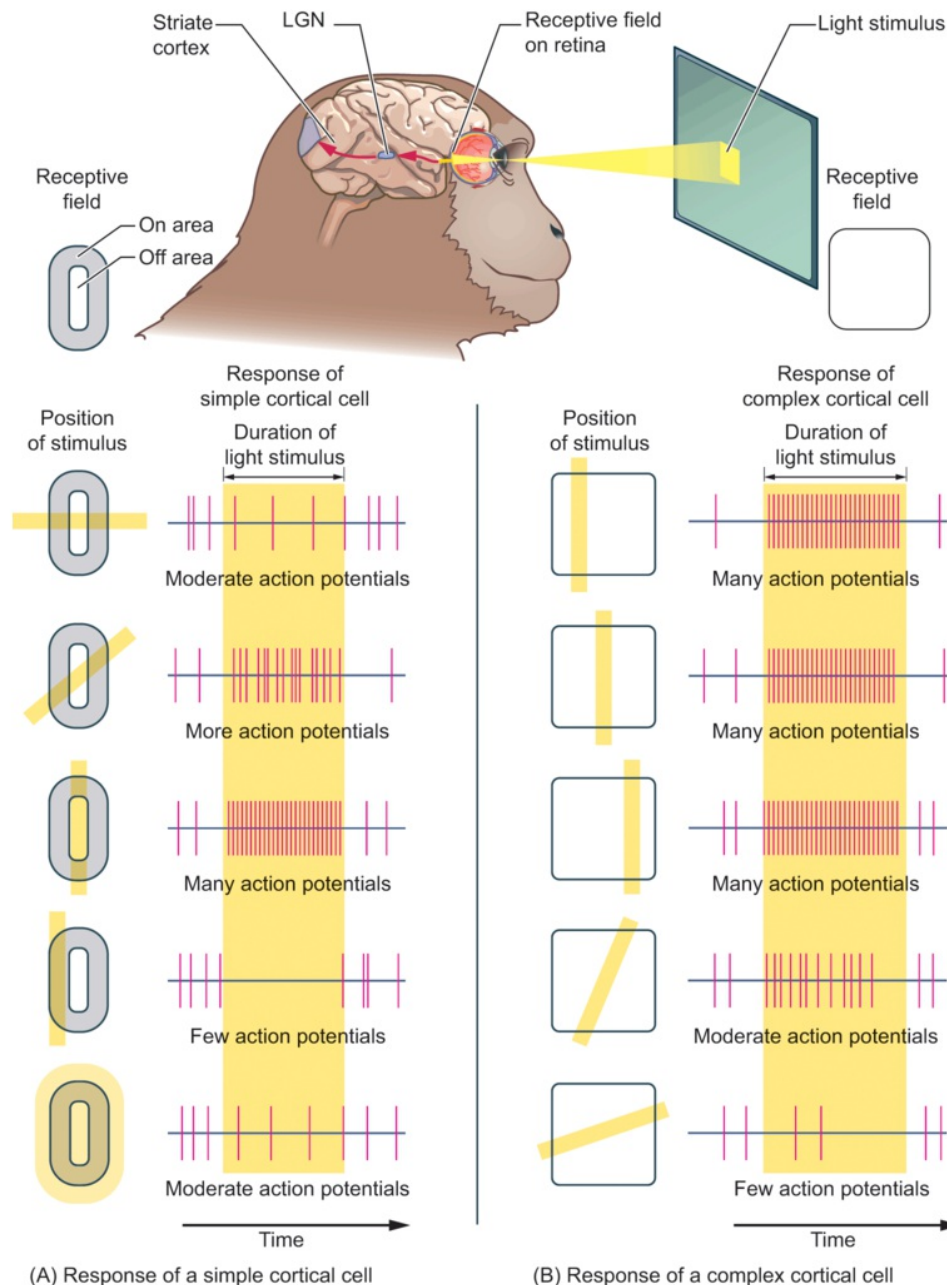 Striate
cortex
LGN
Receptive field
on retina
Light stimulus
Receptive
field
On area
Off area
Receptive
field
Response of
simple cortical cell
Position
of stimulus
Duration of
light stimulus
Moderate action potentials
More action potentials
Many action potentials
Few action potentials
Moderate action potentials
Time
(A) Response of a simple cortical cell
Response of
complex cortical cell
Position
of stimulus
Duration of
light stimulus
Many action potentials
Many action potentials
Many action potentials
Moderate action potentials
Few action potentials
Time
(B) Response of a complex cortical cell